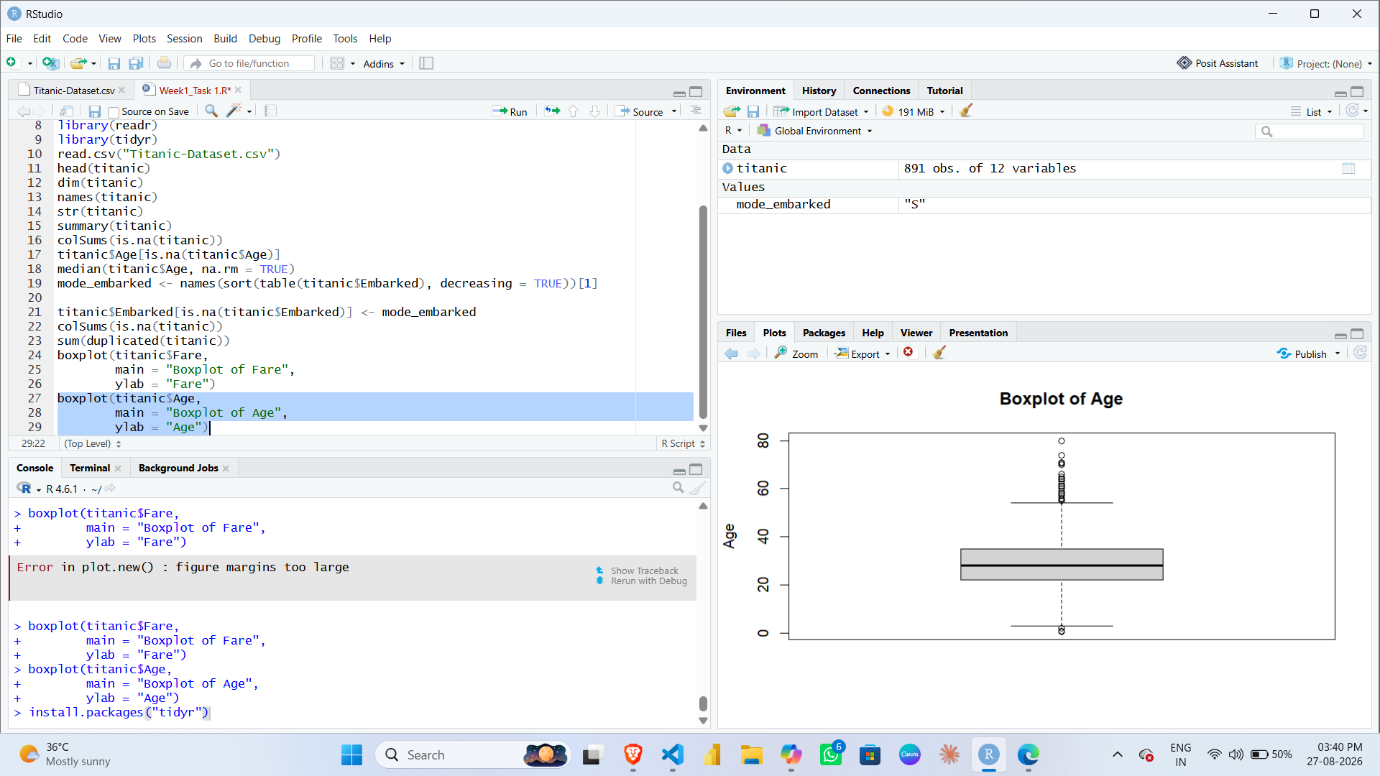 RStudio
File Edit Code View Plots Session Build Debug Profile Tools Help
Go to file/function Addins Posit Assistant Project: (None)
Titanic-Dataset.csv Week1_Task 1.R*
Source on Save Run Source
8 library(readr)
9 library(tidyr)
10 read.csv("Titanic-Dataset.csv")
11 head(titanic)
12 dim(titanic)
13 names(titanic)
14 str(titanic)
15 summary(titanic)
16 colSums(is.na(titanic))
17 titanic$Age[is.na(titanic$Age)]
18 median(titanic$Age, na.rm = TRUE)
19 mode_embarked <- names(sort(table(titanic$Embarked), decreasing = TRUE))[1]
20
21 titanic$Embarked[is.na(titanic$Embarked)] <- mode_embarked
22 colSums(is.na(titanic))
23 sum(duplicated(titanic))
24 boxplot(titanic$Fare,
25 main = "Boxplot of Fare",
26 ylab = "Fare")
27 boxplot(titanic$Age,
28 main = "Boxplot of Age",
29 ylab = "Age")
29:22 (Top Level) R Script
Console Terminal Background Jobs
R R 4.6.1 · ~/
> boxplot(titanic$Fare,
+ main = "Boxplot of Fare",
+ ylab = "Fare")
Error in plot.new() : figure margins too large
Show Traceback
Rerun with Debug
> boxplot(titanic$Fare,
+ main = "Boxplot of Fare",
+ ylab = "Fare")
> boxplot(titanic$Age,
+ main = "Boxplot of Age",
+ ylab = "Age")
> install.packages("tidyr")
Environment History Connections Tutorial
Import Dataset 191 MiB List
R Global Environment
Data
titanic 891 obs. of 12 variables
Values
mode_embarked "S"
Files Plots Packages Help Viewer Presentation
Zoom Export Publish
Boxplot of Age
80
60
40
20
0
Age
36°C
Mostly sunny
Search
6
Canva
R
ENG
IN
50%
03:40 PM
27-08-2026